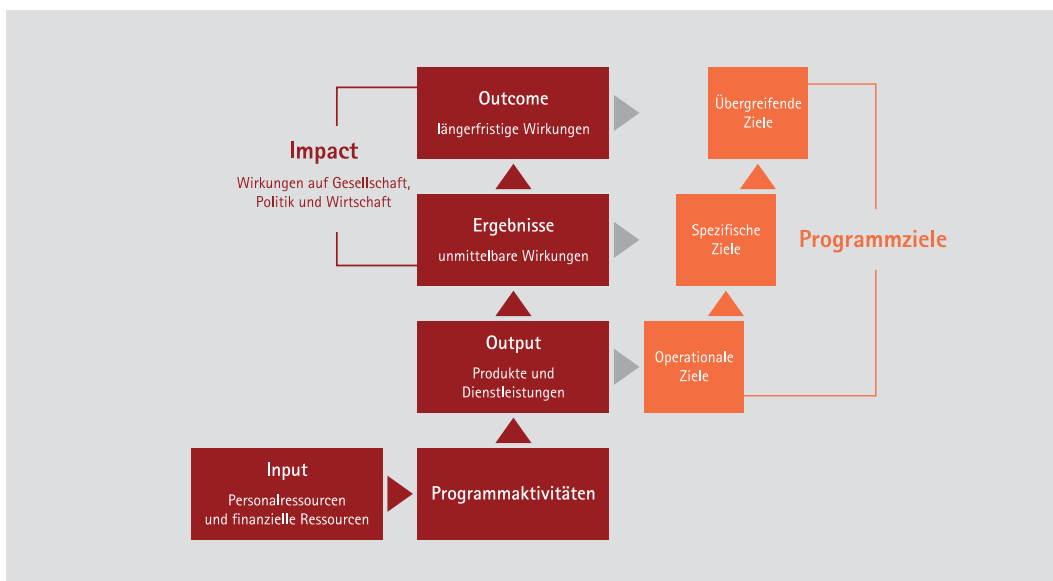 Outcome
längerfristige Wirkungen
Übergreifende
Ziele
Impact
Wirkungen auf Gesellschaft,
Politik und Wirtschaft
Ergebnisse
unmittelbare Wirkungen
Spezifische
Ziele
Programmziele
Output
Produkte und
Dienstleistungen
Operationale
Ziele
Input
Personalressourcen
und finanzielle Ressourcen
Programmaktivitäten